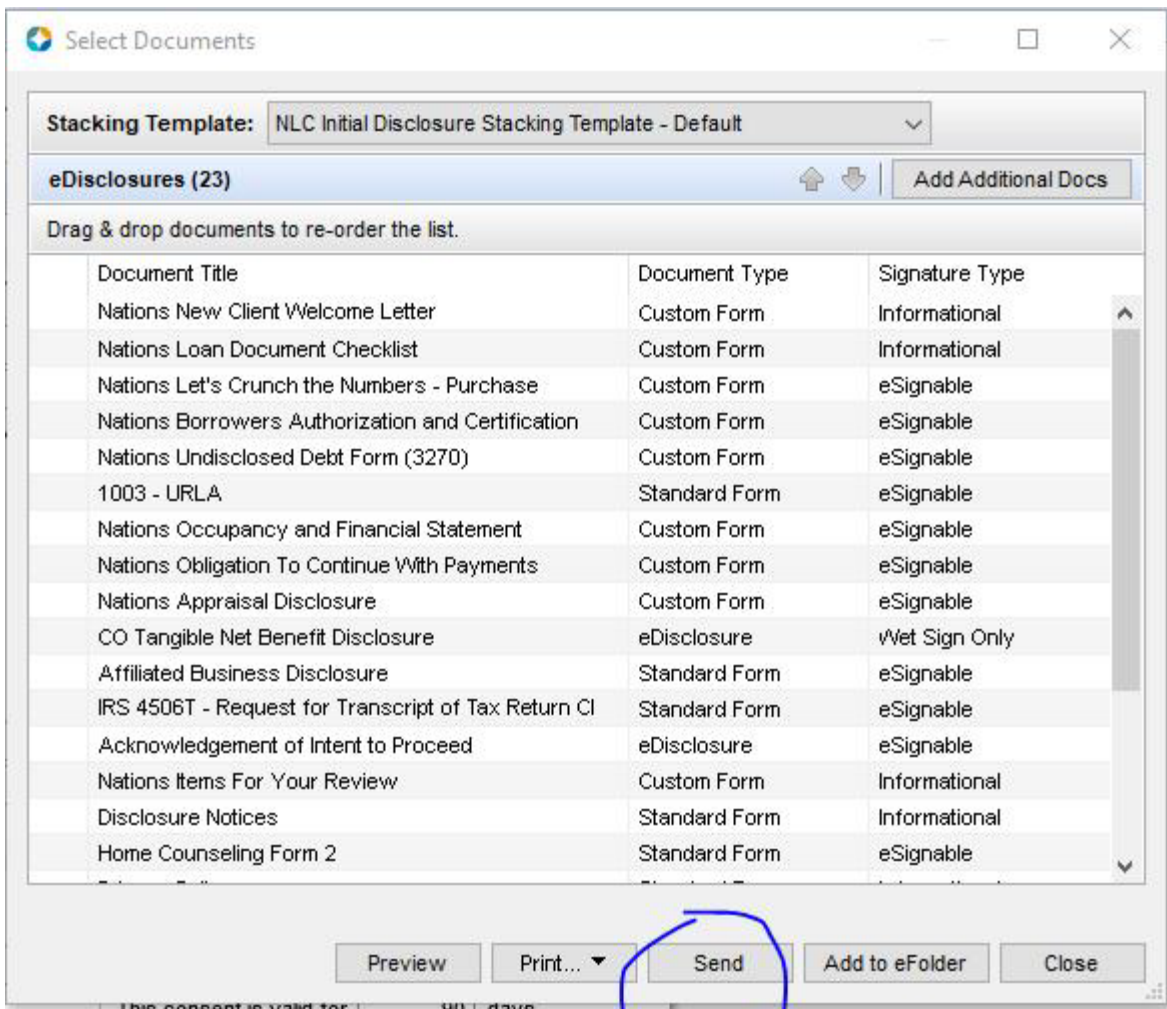 Select Documents
Stacking Template: NLC Initial Disclosure Stacking Template - Default
eDisclosures (23) Add Additional Docs
Drag & drop documents to re-order the list.
Document Title Document Type Signature Type
Nations New Client Welcome Letter Custom Form Informational
Nations Loan Document Checklist Custom Form Informational
Nations Let's Crunch the Numbers - Purchase Custom Form eSignable
Nations Borrowers Authorization and Certification Custom Form eSignable
Nations Undisclosed Debt Form (3270) Custom Form eSignable
1003 - URLA Standard Form eSignable
Nations Occupancy and Financial Statement Custom Form eSignable
Nations Obligation To Continue With Payments Custom Form eSignable
Nations Appraisal Disclosure Custom Form eSignable
CO Tangible Net Benefit Disclosure eDisclosure Wet Sign Only
Affiliated Business Disclosure Standard Form eSignable
IRS 4506T - Request for Transcript of Tax Return Cl Standard Form eSignable
Acknowledgement of Intent to Proceed eDisclosure eSignable
Nations Items For Your Review Custom Form Informational
Disclosure Notices Standard Form Informational
Home Counseling Form 2 Standard Form eSignable
Preview Print... Send Add to eFolder Close
This consent is valid for 90 days